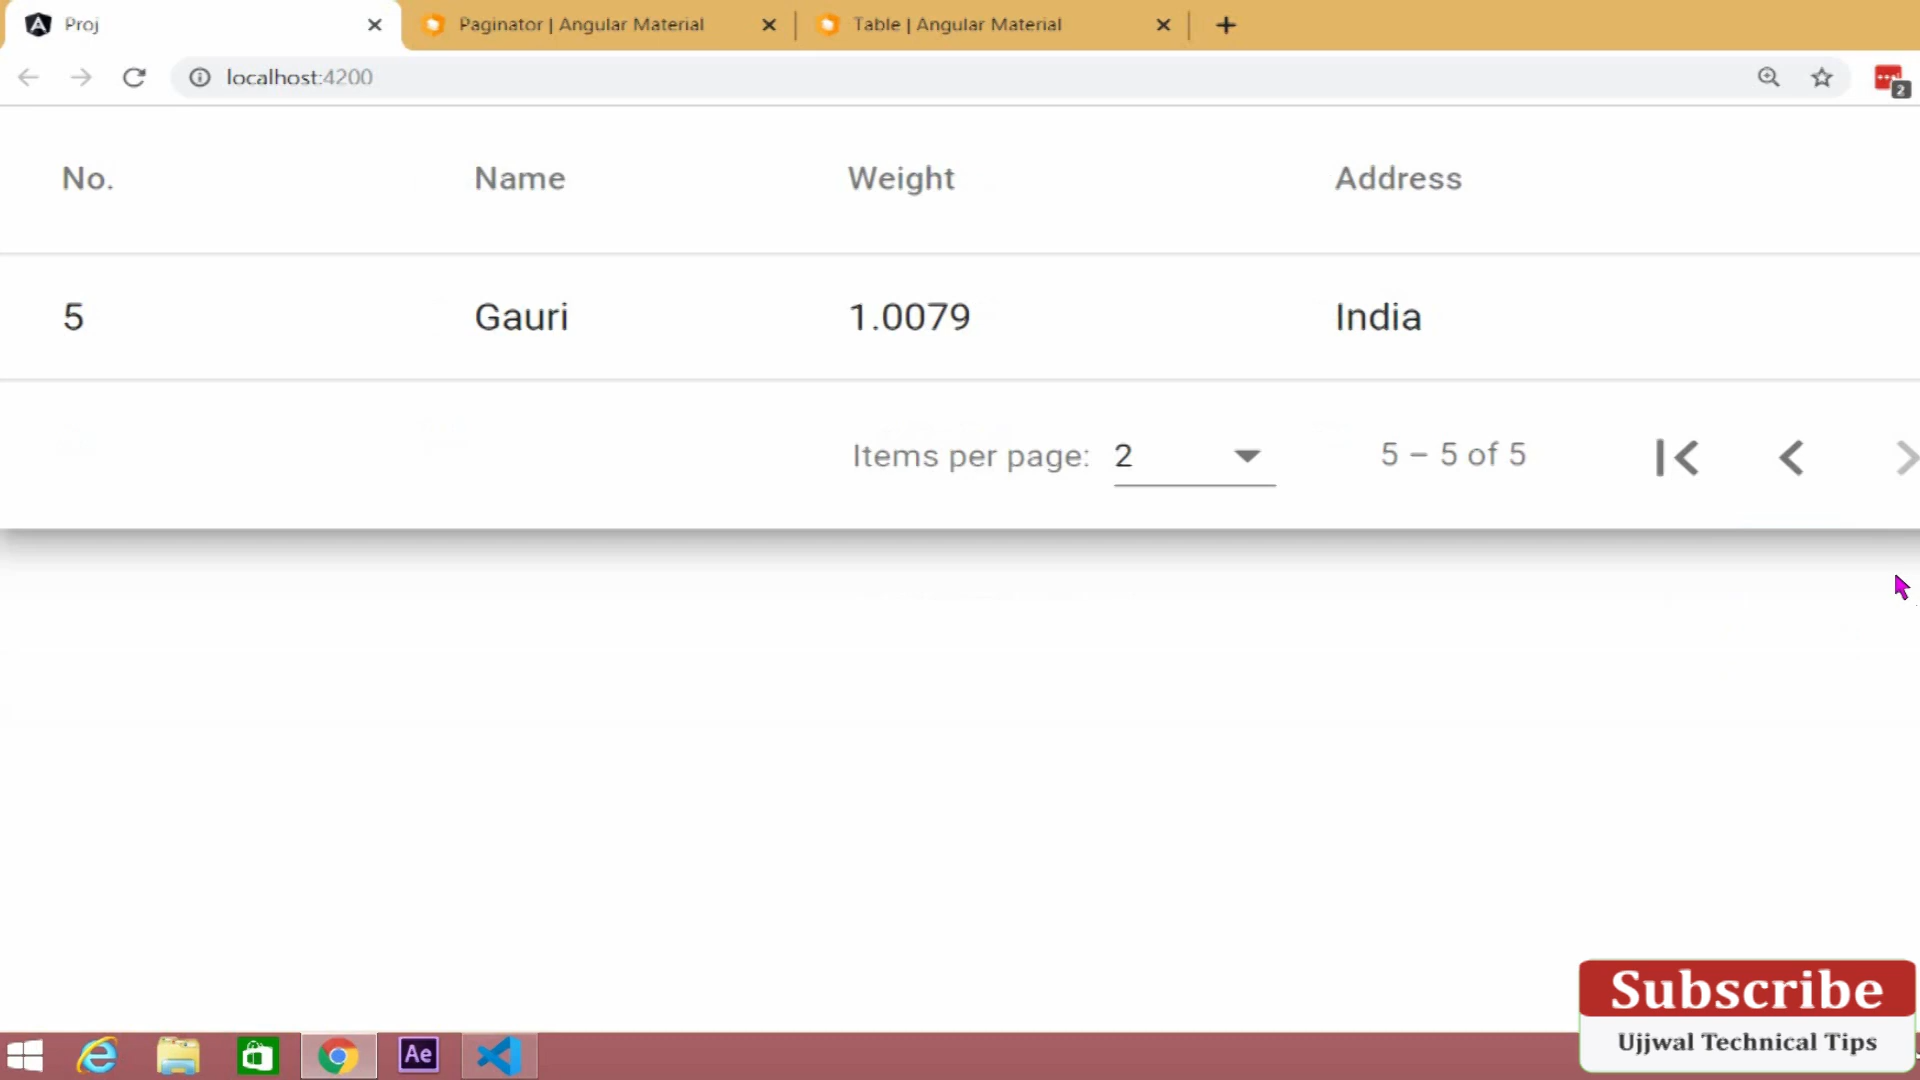 Proj
Paginator | Angular Material
Table | Angular Material
localhost:4200
2
No. Name Weight Address
5 Gauri 1.0079 India
Items per page: 2 5 – 5 of 5
Subscribe
Ujjwal Technical Tips
Ae